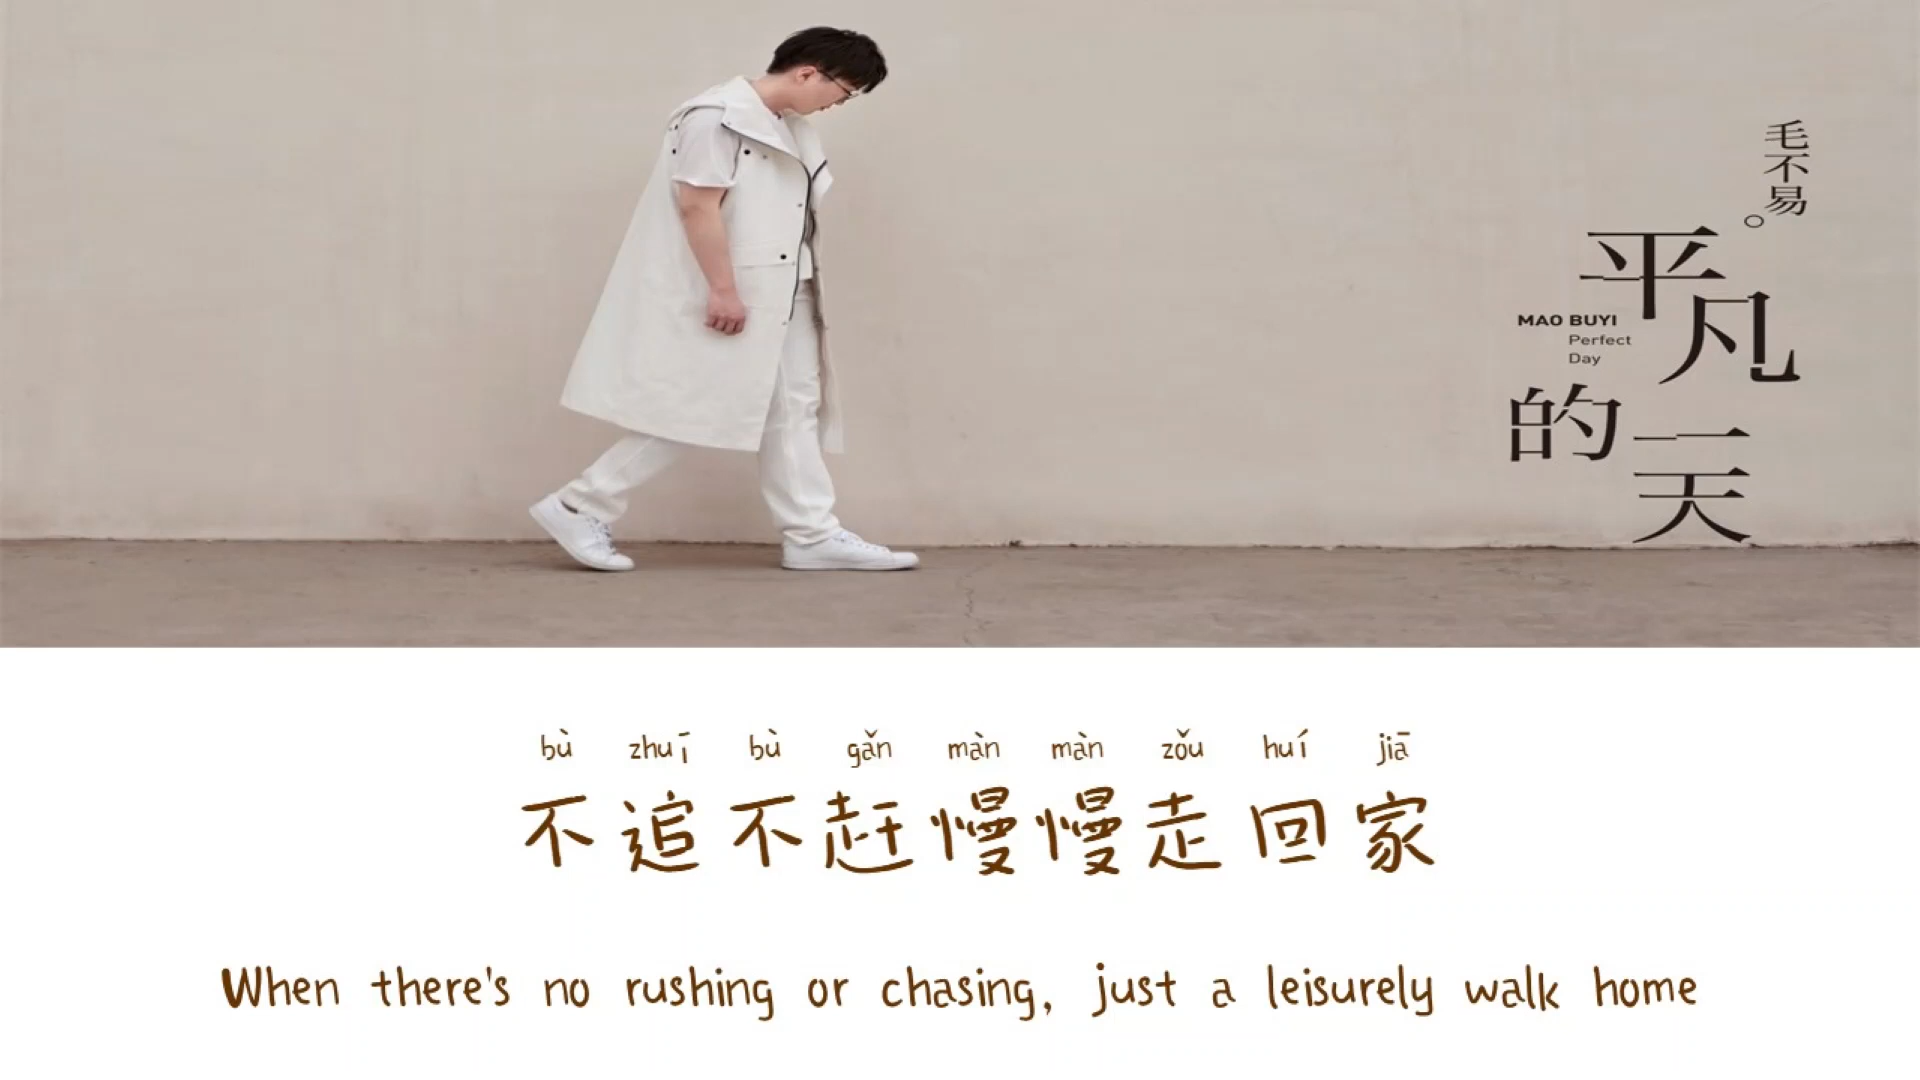 毛不易。
平凡
MAO BUYI
Perfect
Day
的一天
bù zhuī bù gǎn màn màn zǒu huí jiā
不追不赶慢慢走回家
When there's no rushing or chasing, just a leisurely walk home